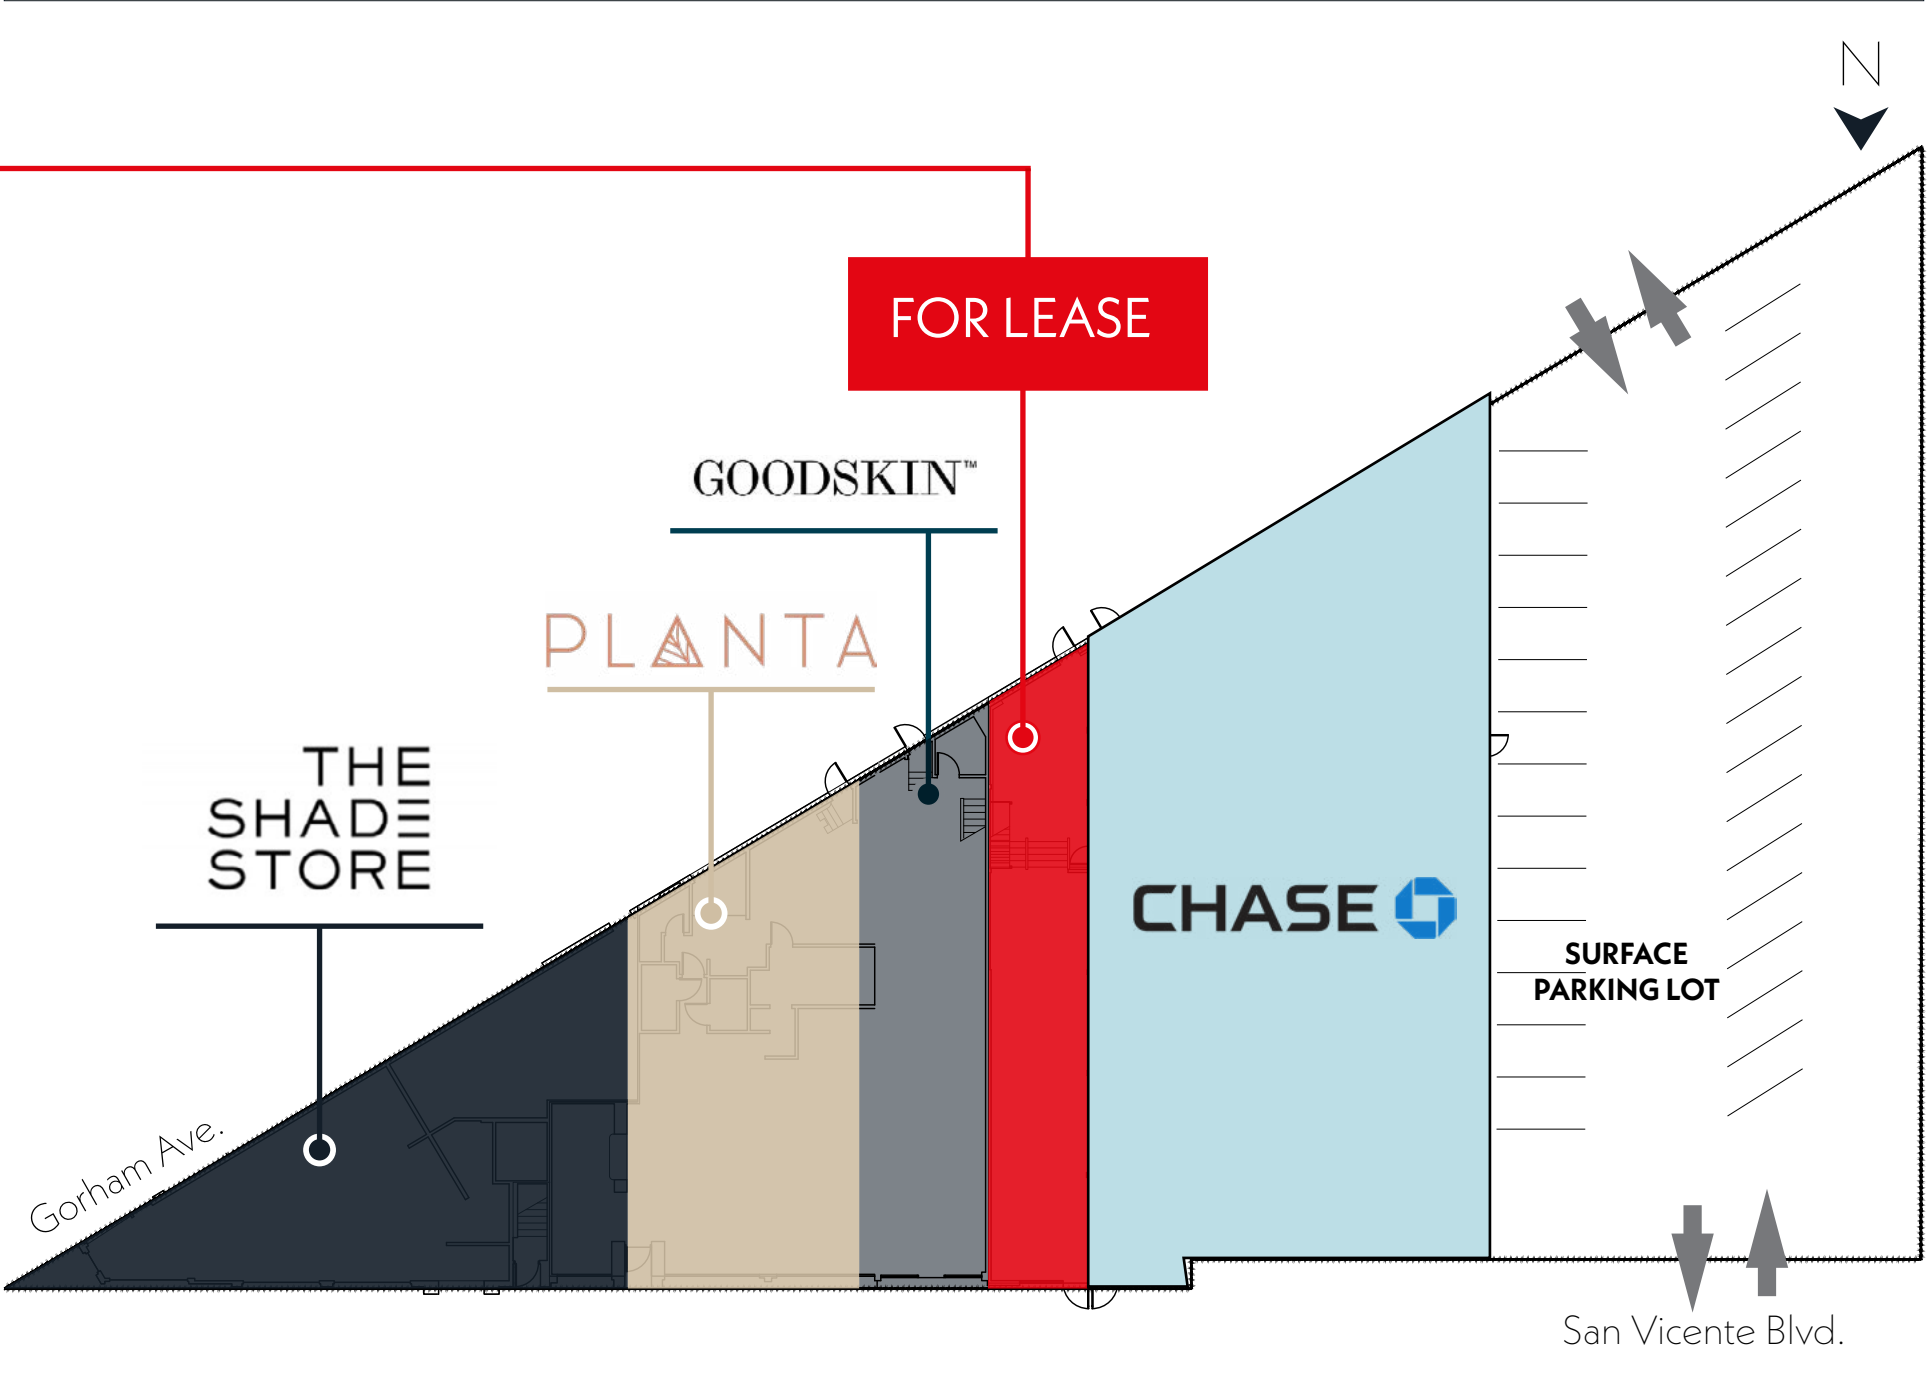 N
FOR LEASE
GOODSKIN™
PLANTA
THE
SHADE
STORE
CHASE
SURFACE
PARKING LOT
Gorham Ave.
San Vicente Blvd.